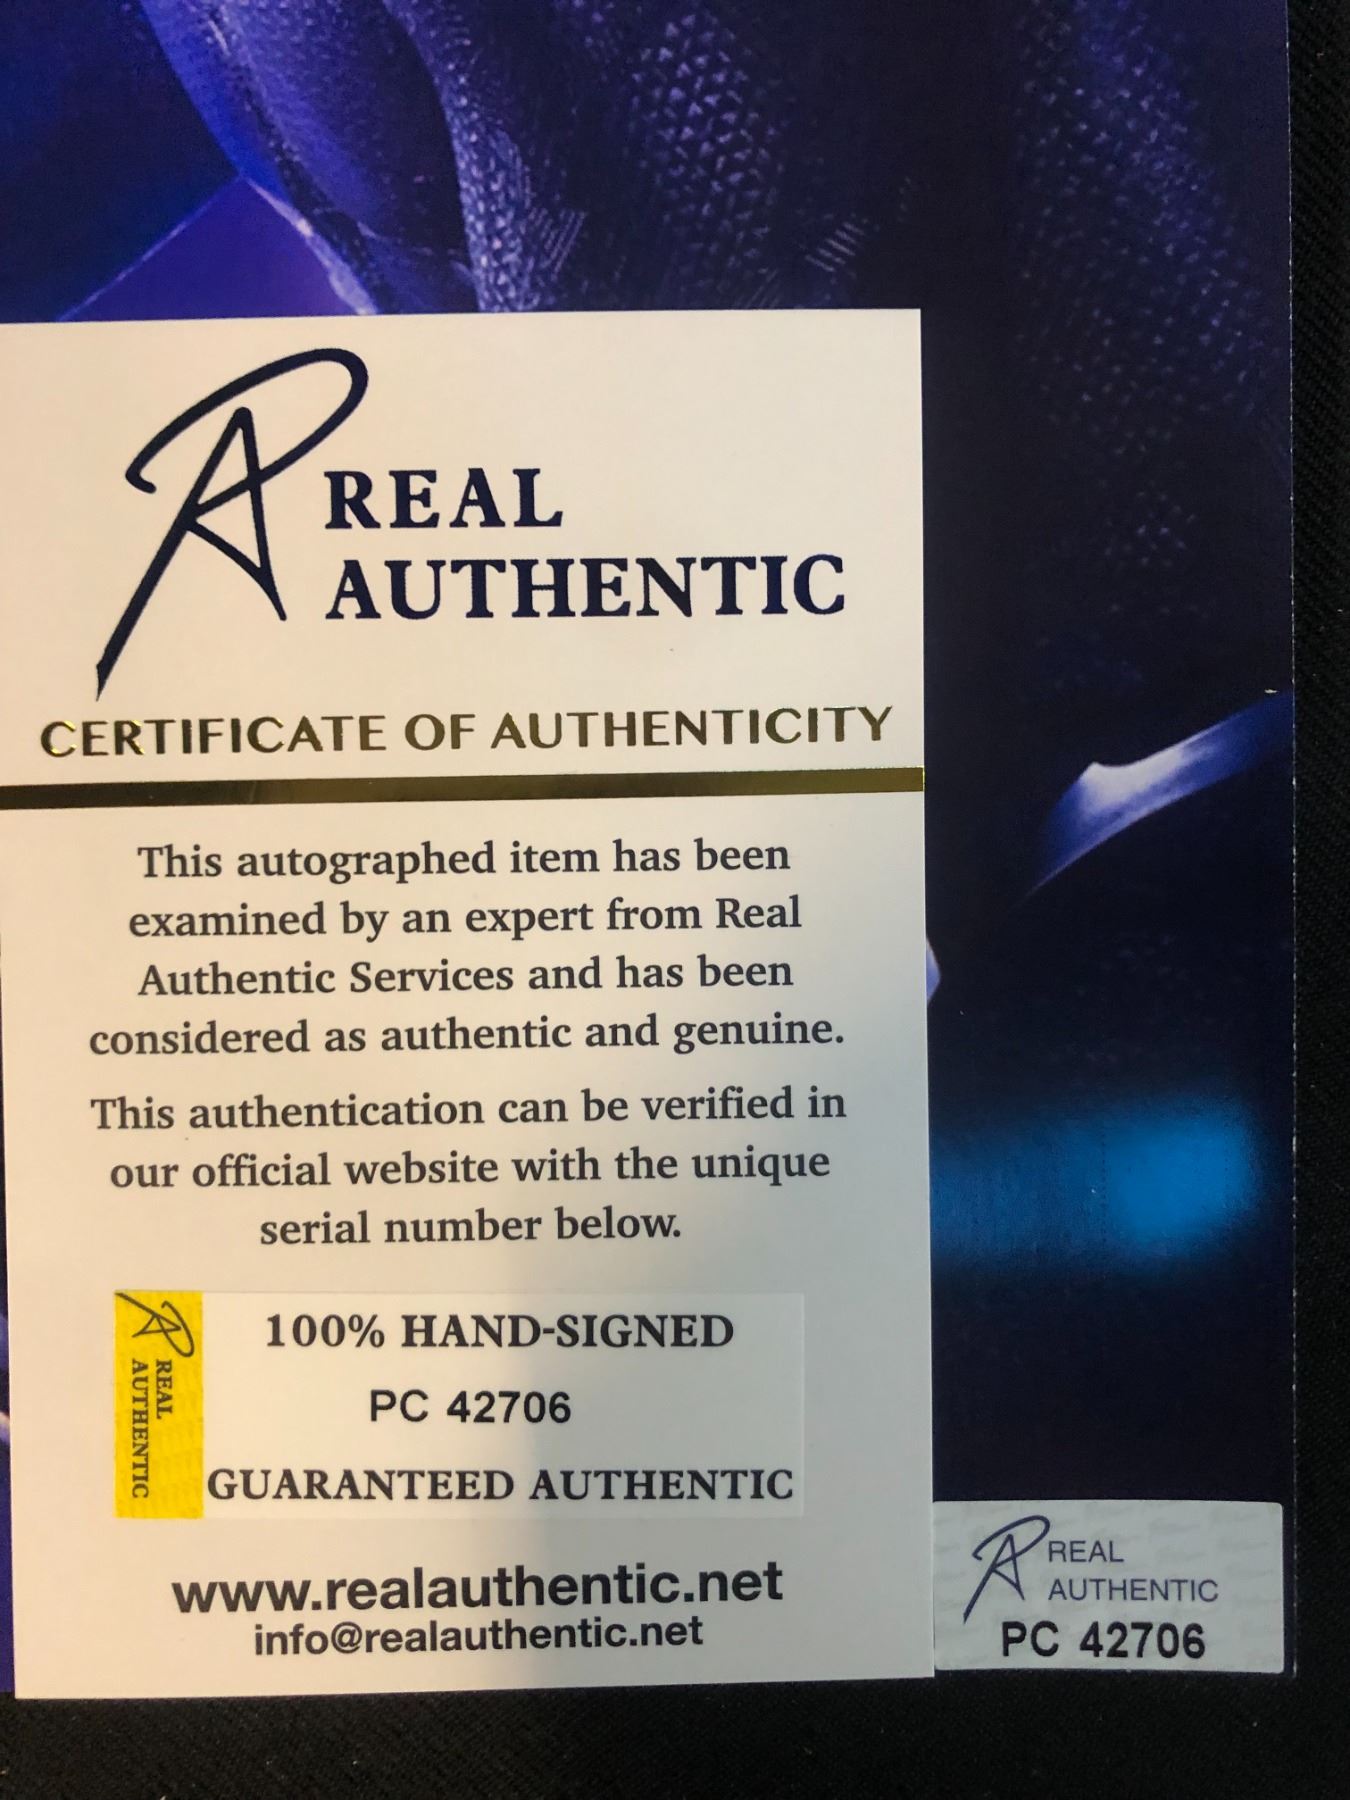 REAL
AUTHENTIC
CERTIFICATE OF AUTHENTICITY
This autographed item has been
examined by an expert from Real
Authentic Services and has been
considered as authentic and genuine.
This authentication can be verified in
our official website with the unique
serial number below.
REAL
AUTHENTIC
100% HAND-SIGNED
PC 42706
GUARANTEED AUTHENTIC
www.realauthentic.net
info@realauthentic.net
REAL
AUTHENTIC
PC 42706